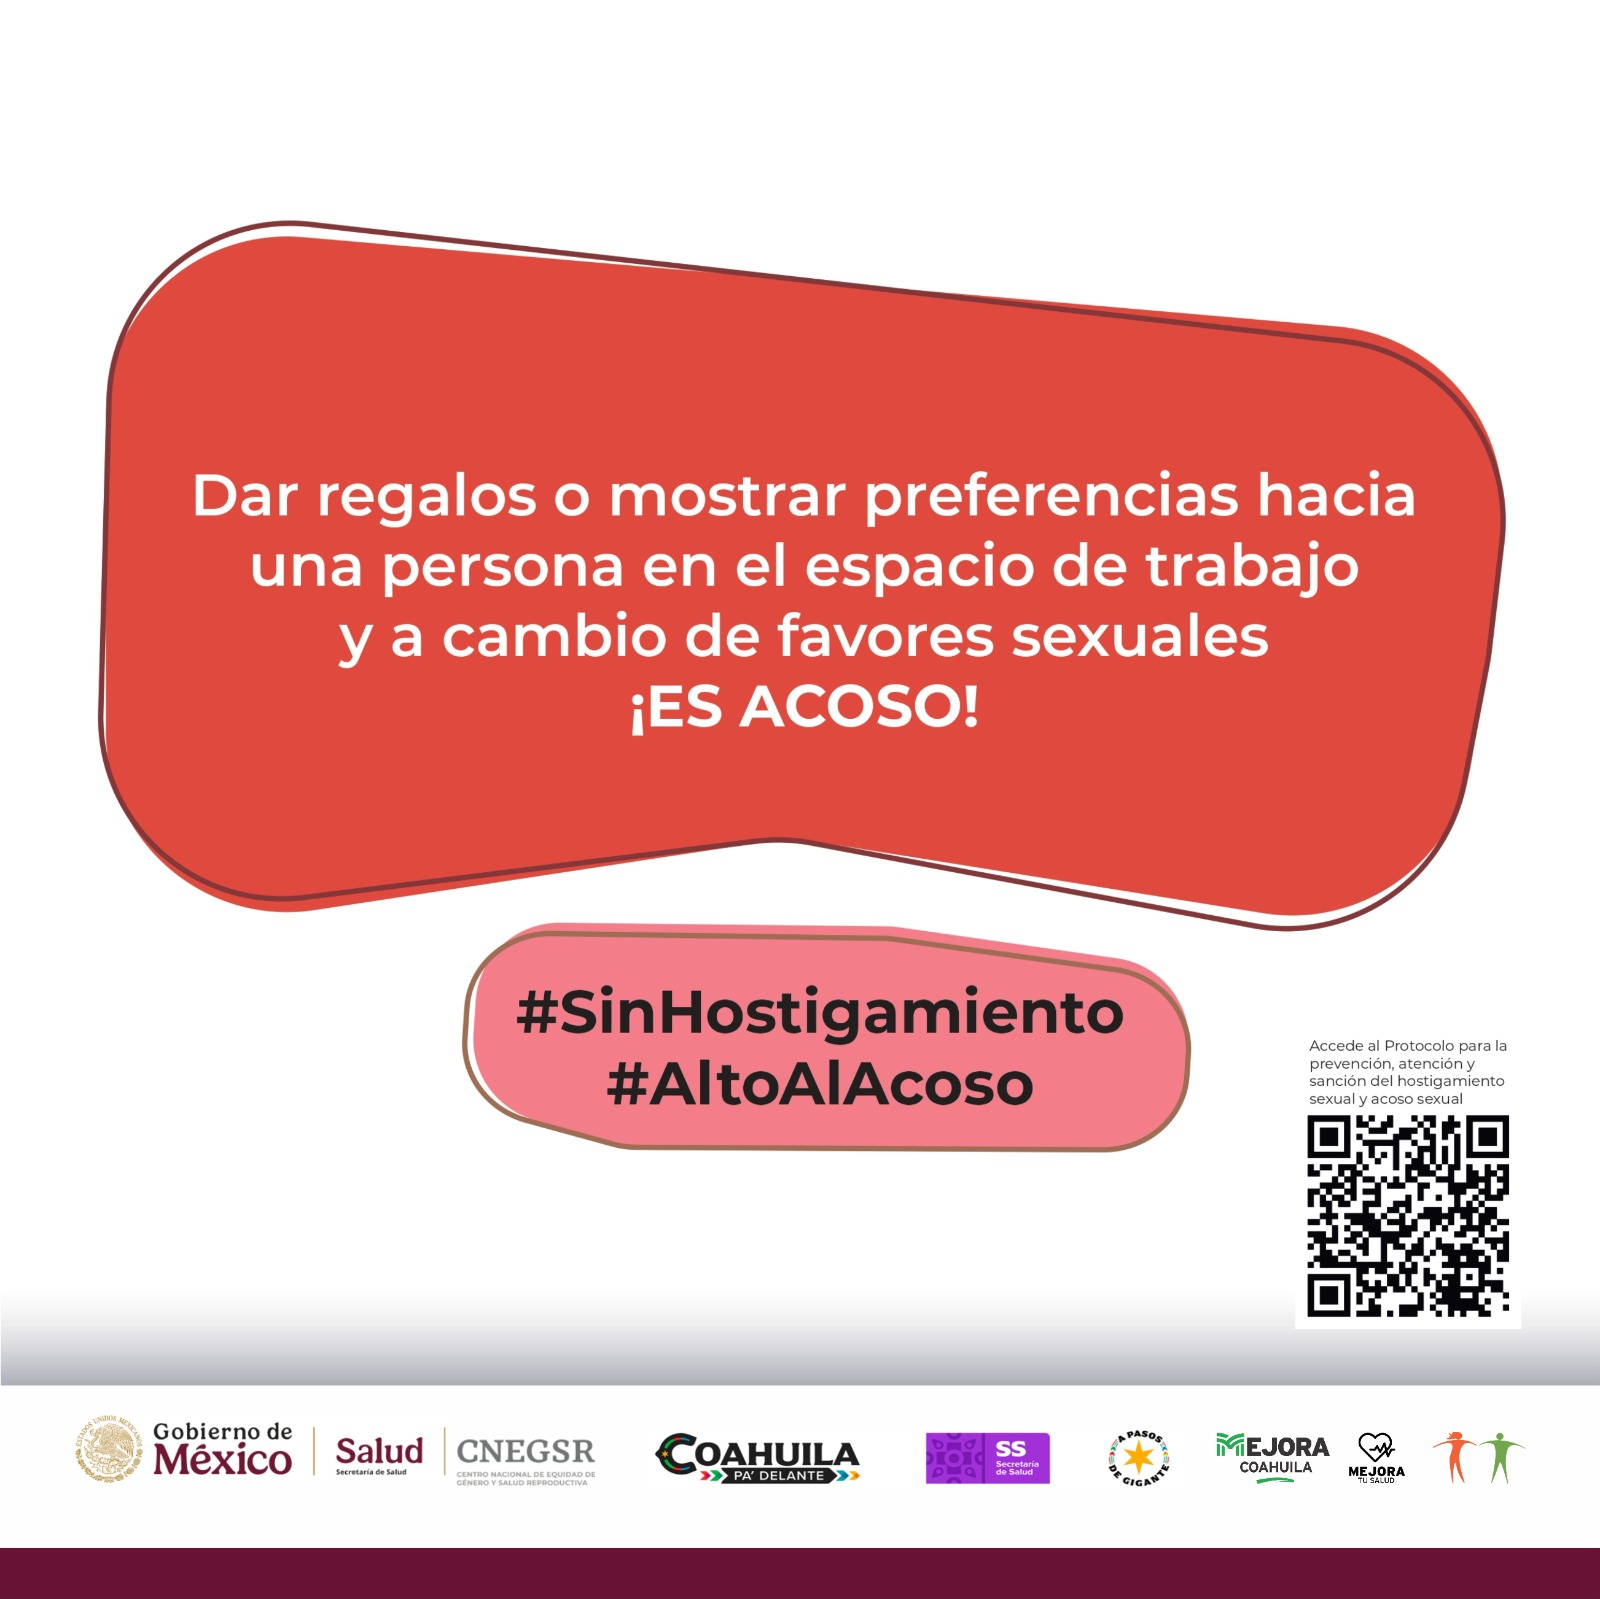 Dar regalos o mostrar preferencias hacia
una persona en el espacio de trabajo
y a cambio de favores sexuales
¡ES ACOSO!
#SinHostigamiento
#AltoAlAcoso
Accede al Protocolo para la
prevención, atención y
sanción del hostigamiento
sexual y acoso sexual
ESTADOS UNIDOS MEXICANOS
Gobierno de
México
Salud
Secretaría de Salud
CNEGSR
CENTRO NACIONAL DE EQUIDAD DE
GÉNERO Y SALUD REPRODUCTIVA
COAHUILA
PA' DELANTE
SS
Secretaría
de Salud
A PASOS
DE GIGANTE
MEJORA
COAHUILA
MEJORA
TU SALUD